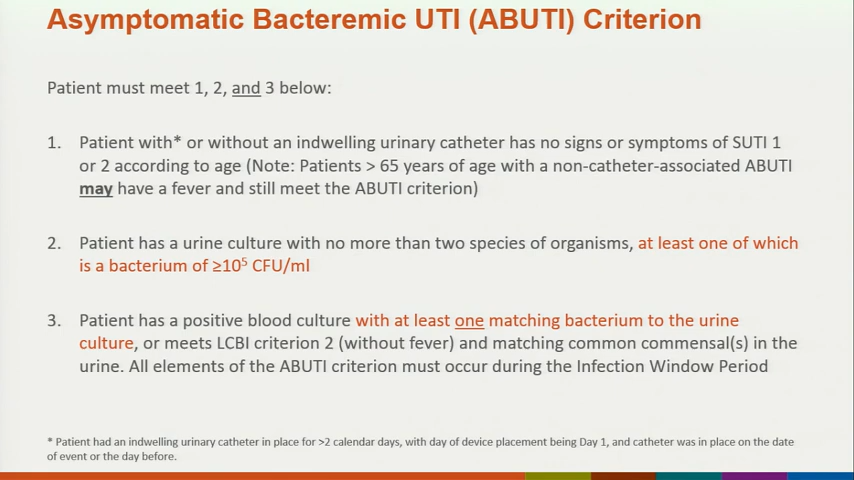 Asymptomatic Bacteremic UTI (ABUTI) Criterion
Patient must meet 1, 2, and 3 below:
1. Patient with* or without an indwelling urinary catheter has no signs or symptoms of SUTI 1
or 2 according to age (Note: Patients > 65 years of age with a non-catheter-associated ABUTI
may have a fever and still meet the ABUTI criterion)
2. Patient has a urine culture with no more than two species of organisms, at least one of which
is a bacterium of ≥10⁵ CFU/ml
3. Patient has a positive blood culture with at least one matching bacterium to the urine
culture, or meets LCBI criterion 2 (without fever) and matching common commensal(s) in the
urine. All elements of the ABUTI criterion must occur during the Infection Window Period
* Patient had an indwelling urinary catheter in place for >2 calendar days, with day of device placement being Day 1, and catheter was in place on the date
of event or the day before.